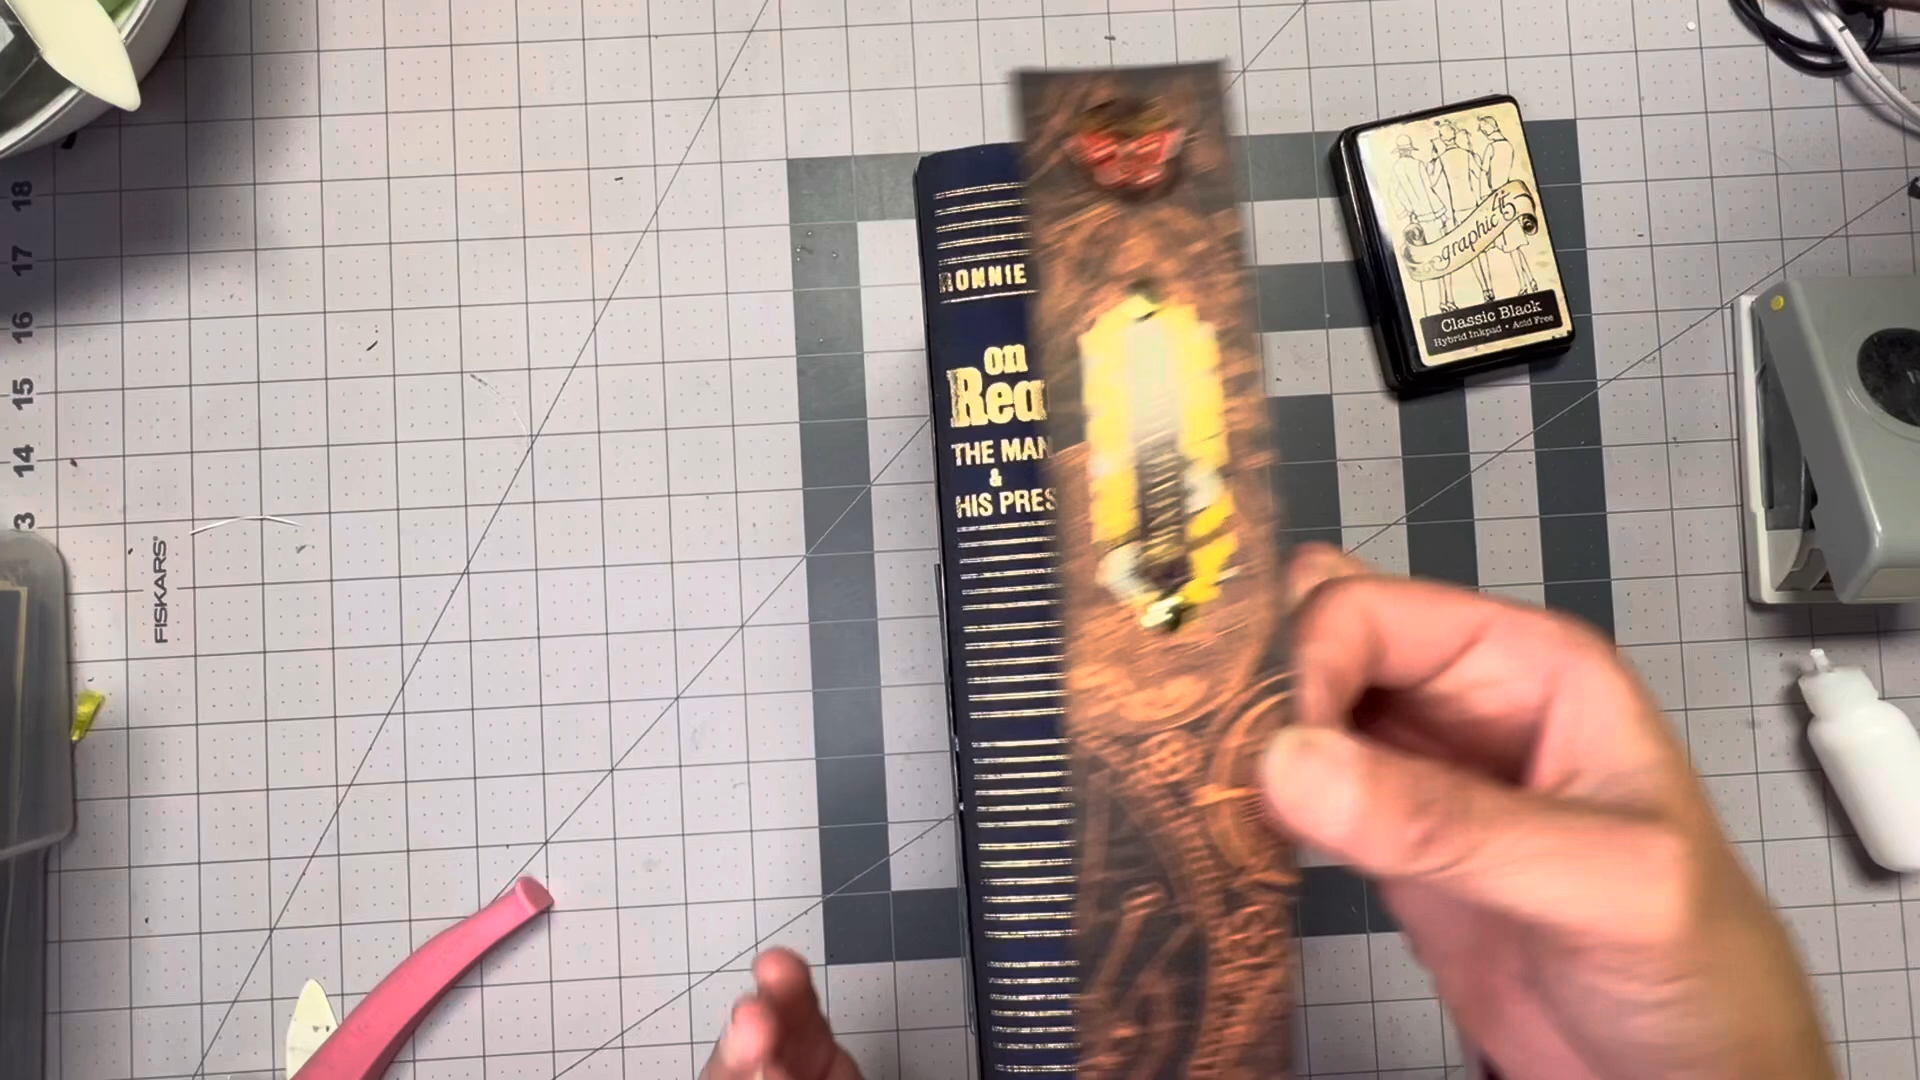 18
17
16
15
14
3
FISKARS
RONNIE
on
Rea
THE MAN
&
HIS PRES
graphic 45
Classic Black
Hybrid Inkpad • Acid Free